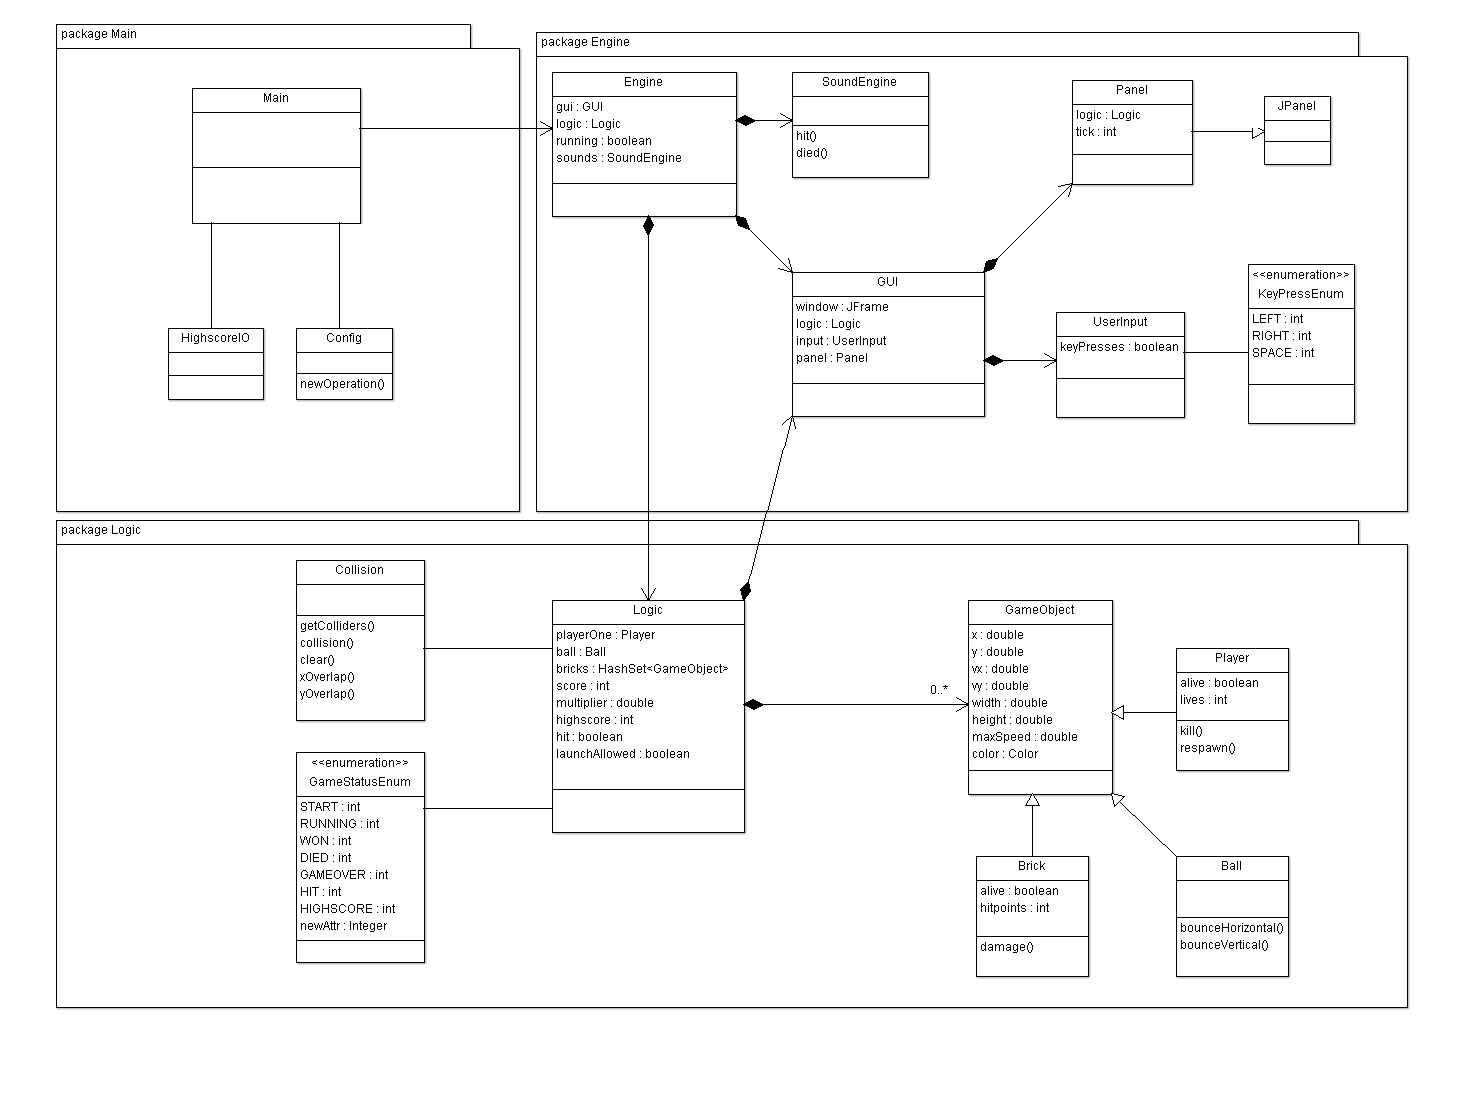 package Main
Main
HighscoreIO
Config
newOperation()
package Engine
Engine
gui : GUI
logic : Logic
running : boolean
sounds : SoundEngine
SoundEngine
hit()
died()
Panel
logic : Logic
tick : int
JPanel
GUI
window : JFrame
logic : Logic
input : UserInput
panel : Panel
UserInput
keyPresses : boolean
<<enumeration>>
KeyPressEnum
LEFT : int
RIGHT : int
SPACE : int
package Logic
Collision
getColliders()
collision()
clear()
xOverlap()
yOverlap()
<<enumeration>>
GameStatusEnum
START : int
RUNNING : int
WON : int
DIED : int
GAMEOVER : int
HIT : int
HIGHSCORE : int
newAttr : Integer
Logic
playerOne : Player
ball : Ball
bricks : HashSet<GameObject>
score : int
multiplier : double
highscore : int
hit : boolean
launchAllowed : boolean
0..*
GameObject
x : double
y : double
vx : double
vy : double
width : double
height : double
maxSpeed : double
color : Color
Player
alive : boolean
lives : int
kill()
respawn()
Brick
alive : boolean
hitpoints : int
damage()
Ball
bounceHorizontal()
bounceVertical()